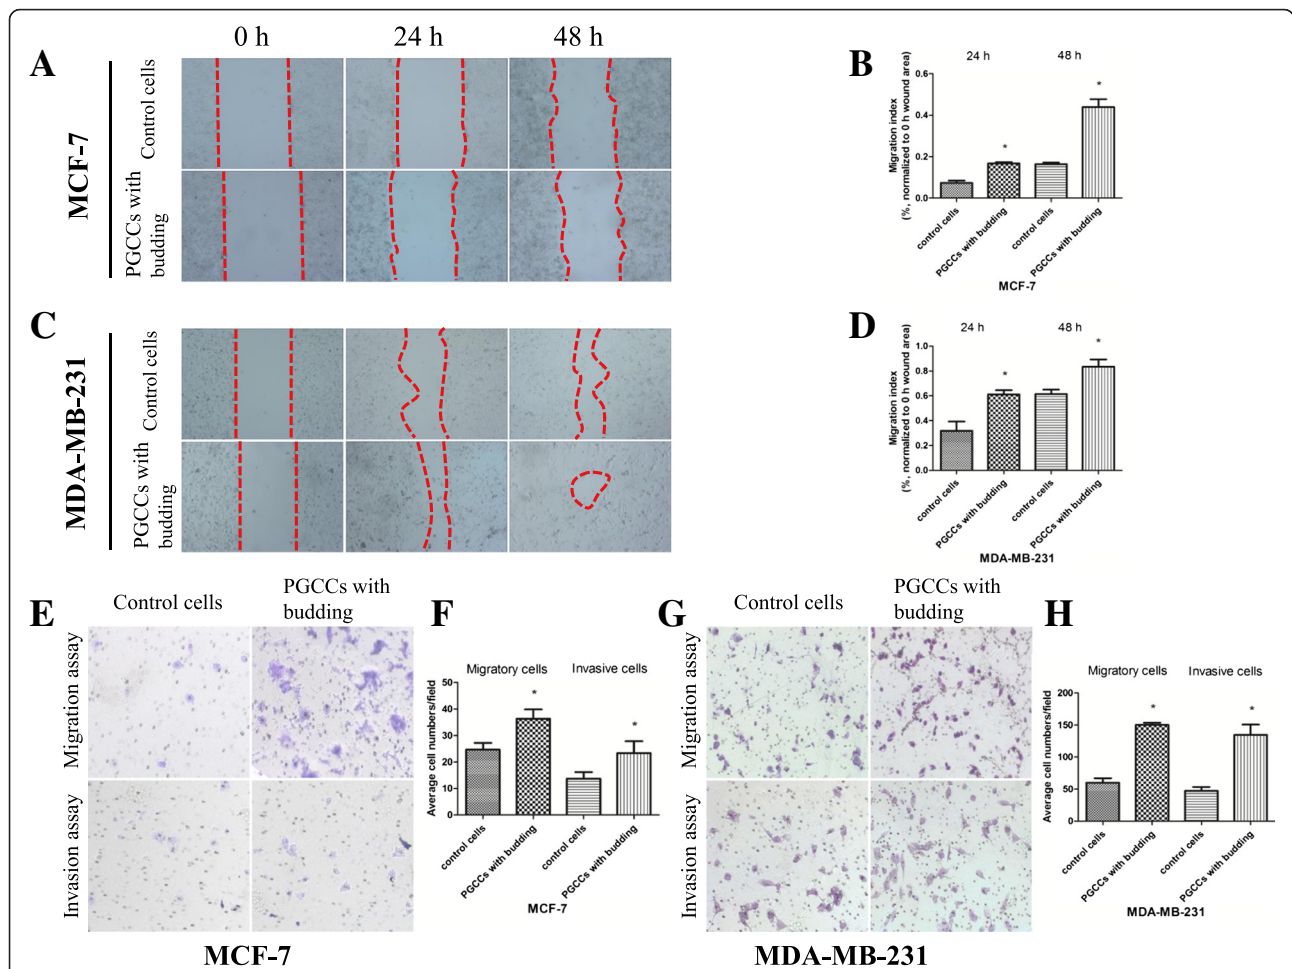 0 h 24 h 48 h
A
MCF-7
Control cells
PGCCs with
budding
B
24 h 48 h
Migration index
(%, normalized to 0 h wound area)
0.6
0.4
0.2
0.0
*
*
control cells
PGCCs with budding
control cells
PGCCs with budding
MCF-7
C
MDA-MB-231
Control cells
PGCCs with
budding
D
24 h 48 h
Migration index
(%, normalized to 0 h wound area)
1.0
0.8
0.6
0.4
0.2
0.0
*
*
control cells
PGCCs with budding
control cells
PGCCs with budding
MDA-MB-231
E
Control cells
PGCCs with
budding
Migration assay
Invasion assay
MCF-7
F
Migratory cells Invasive cells
Average cell numbers/field
50
40
30
20
10
0
*
*
control cells
PGCCs with budding
control cells
PGCCs with budding
MCF-7
G
Control cells
PGCCs with
budding
Migration assay
Invasion assay
MDA-MB-231
H
Migratory cells Invasive cells
Average cell numbers/field
200
150
100
50
0
*
*
control cells
PGCCs with budding
control cells
PGCCs with budding
MDA-MB-231